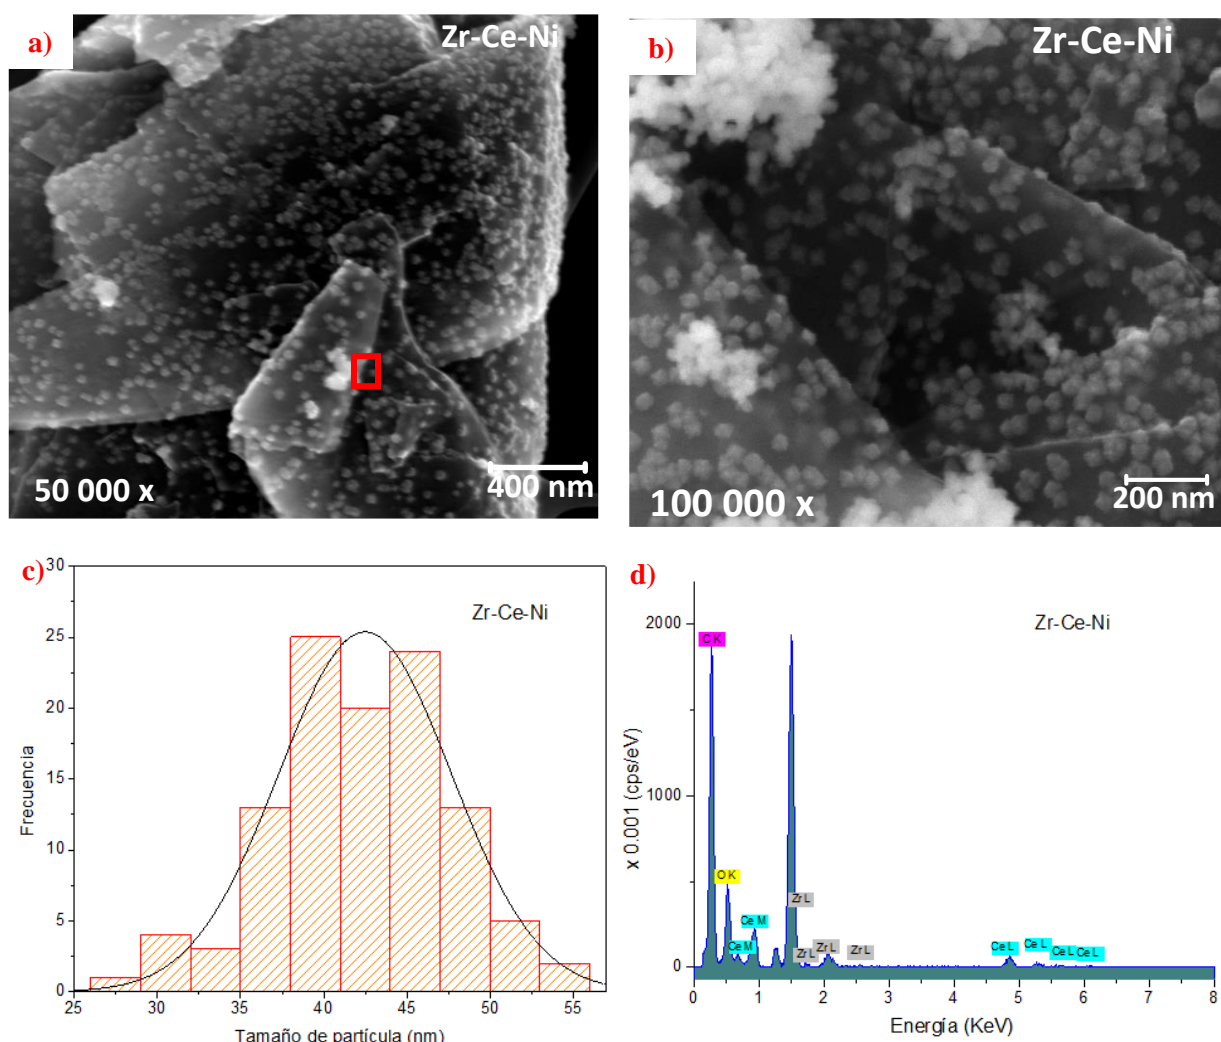 a)
Zr-Ce-Ni
50 000 x
400 nm
b)
Zr-Ce-Ni
100 000 x
200 nm
c)
Zr-Ce-Ni
Frecuencia
30
25
20
15
10
5
0
25 30 35 40 45 50 55
Tamaño de partícula (nm)
d)
Zr-Ce-Ni
x 0.001 (cps/eV)
2000
1000
0
C K
O K
Ce M
Ce M
Zr L
Zr L
Zr L
Zr L
Ce L
Ce L
Ce L
Ce L
0 1 2 3 4 5 6 7 8
Energía (KeV)